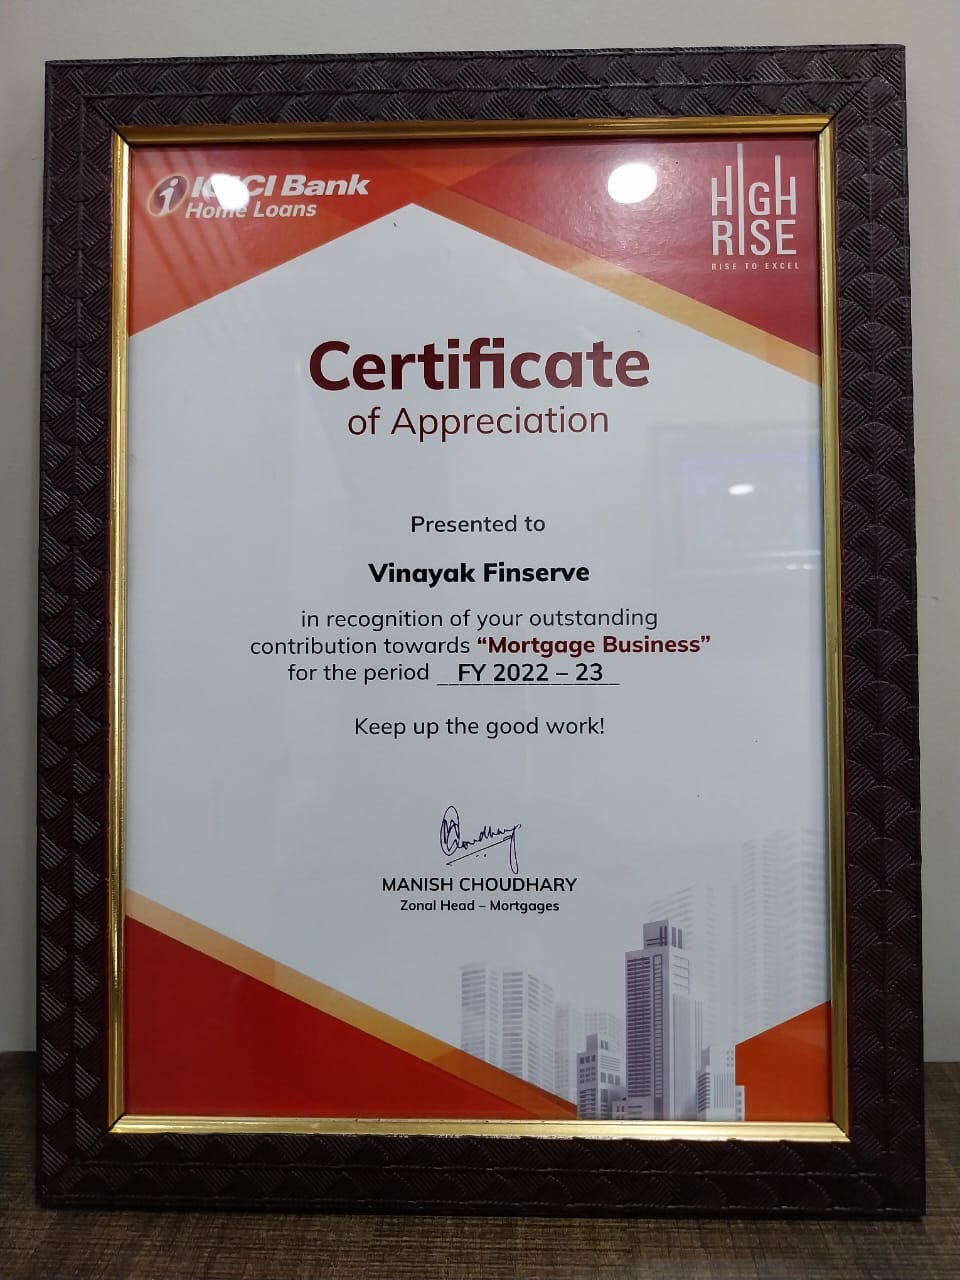 ICICI Bank
Home Loans
HIGH
RISE
RISE TO EXCEL
Certificate
of Appreciation
Presented to
Vinayak Finserve
in recognition of your outstanding
contribution towards “Mortgage Business”
for the period FY 2022 – 23
Keep up the good work!
Choudhary
MANISH CHOUDHARY
Zonal Head – Mortgages